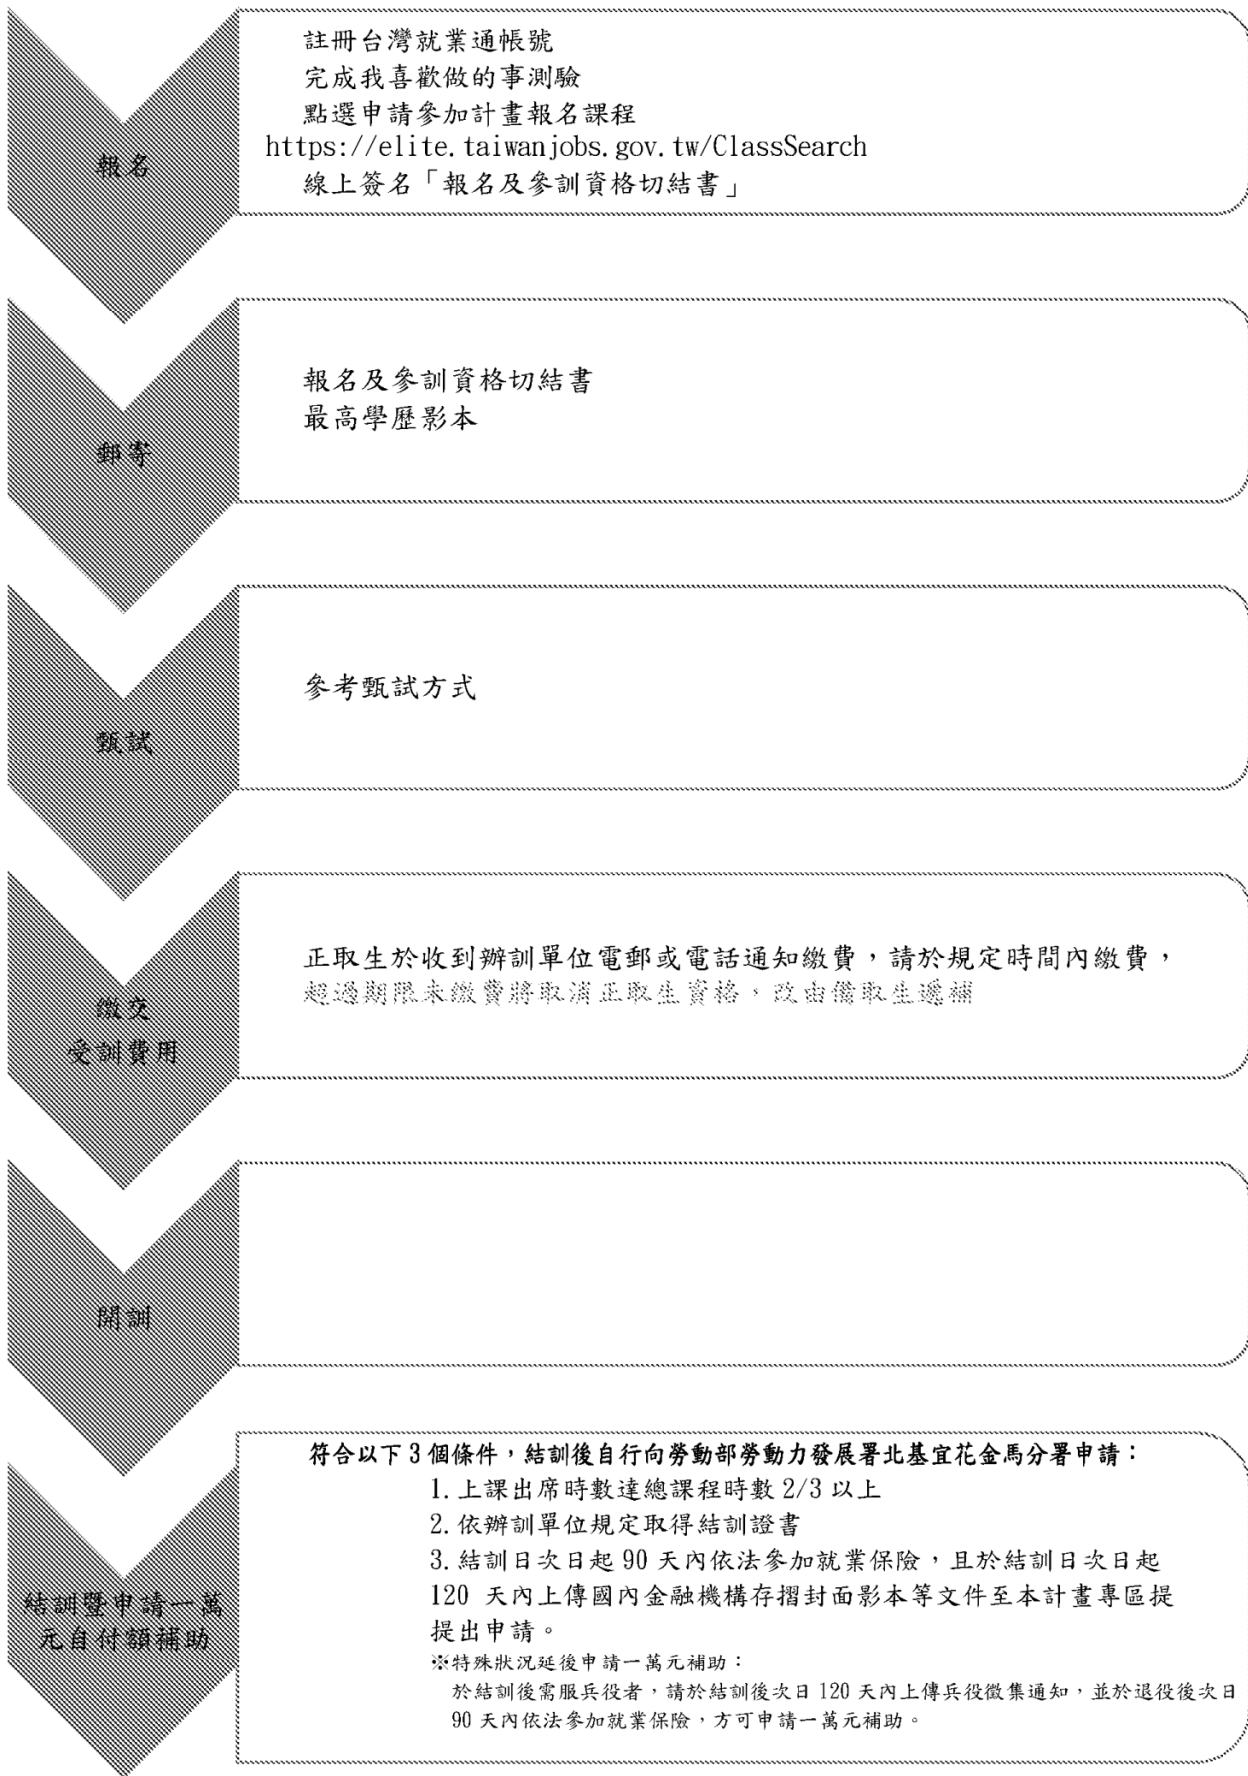 註冊台灣就業通帳號
完成我喜歡做的事測驗
點選申請參加計畫報名課程
https://elite.taiwanjobs.gov.tw/ClassSearch
線上簽名「報名及參訓資格切結書」
報名
報名及參訓資格切結書
最高學歷影本
郵寄
參考甄試方式
甄試
正取生於收到辦訓單位電郵或電話通知繳費，請於規定時間內繳費，
超過期限未繳費將取消正取生資格，改由備取生遞補
繳交
受訓費用
開訓
符合以下3個條件，結訓後自行向勞動部勞動力發展署北基宜花金馬分署申請：
1.上課出席時數達總課程時數2/3以上
2.依辦訓單位規定取得結訓證書
3.結訓日次日起90天內依法參加就業保險，且於結訓日次日起
120 天內上傳國內金融機構存摺封面影本等文件至本計畫專區提
提出申請。
※特殊狀況延後申請一萬元補助：
於結訓後需服兵役者，請於結訓後次日120天內上傳兵役徵集通知，並於退役後次日
90天內依法參加就業保險，方可申請一萬元補助。
結訓暨申請一萬
元自付額補助